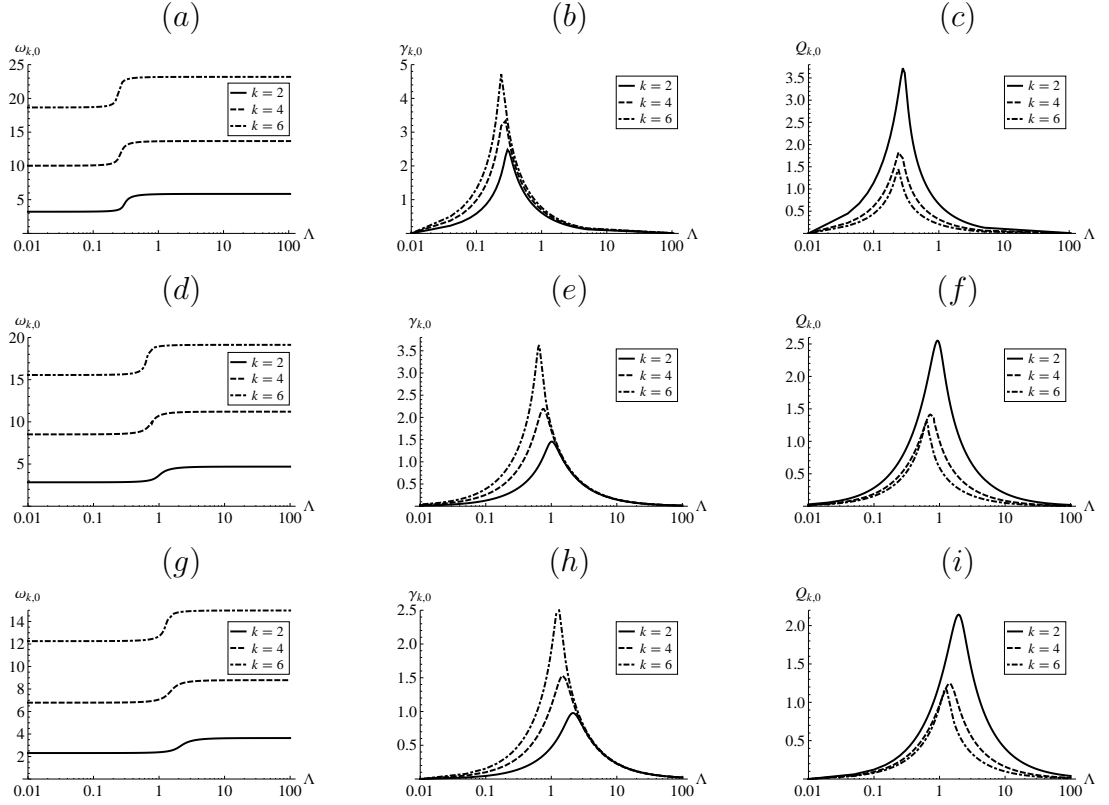 (a) (b) (c)
ω_{k,0} γ_{k,0} Q_{k,0}
25 5
20 4 3.5
15 3 3.0
10 2 2.5
5 1 2.0
1.5
1.0
0.5
k = 2 k = 2 k = 2
k = 4 k = 4 k = 4
k = 6 k = 6 k = 6
0.01 0.1 1 10 100 Λ 0.01 0.1 1 10 100 Λ 0.01 0.1 1 10 100 Λ
(d) (e) (f)
ω_{k,0} γ_{k,0} Q_{k,0}
20 3.5 2.5
15 3.0 2.0
10 2.5 1.5
5 2.0 1.0
1.5 0.5
1.0
0.5
k = 2 k = 2 k = 2
k = 4 k = 4 k = 4
k = 6 k = 6 k = 6
0.01 0.1 1 10 100 Λ 0.01 0.1 1 10 100 Λ 0.01 0.1 1 10 100 Λ
(g) (h) (i)
ω_{k,0} γ_{k,0} Q_{k,0}
14 2.5 2.0
12 2.0 1.5
10 1.5 1.0
8 1.0 0.5
6 0.5
4
2
k = 2 k = 2 k = 2
k = 4 k = 4 k = 4
k = 6 k = 6 k = 6
0.01 0.1 1 10 100 Λ 0.01 0.1 1 10 100 Λ 0.01 0.1 1 10 100 Λ